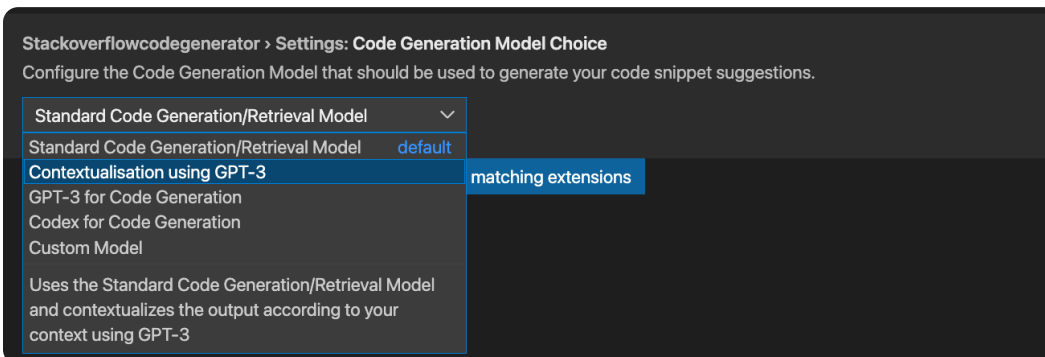 Stackoverflowcodegenerator › Settings: Code Generation Model Choice
Configure the Code Generation Model that should be used to generate your code snippet suggestions.
Standard Code Generation/Retrieval Model
Standard Code Generation/Retrieval Model default
Contextualisation using GPT-3
matching extensions
GPT-3 for Code Generation
Codex for Code Generation
Custom Model
Uses the Standard Code Generation/Retrieval Model
and contextualizes the output according to your
context using GPT-3